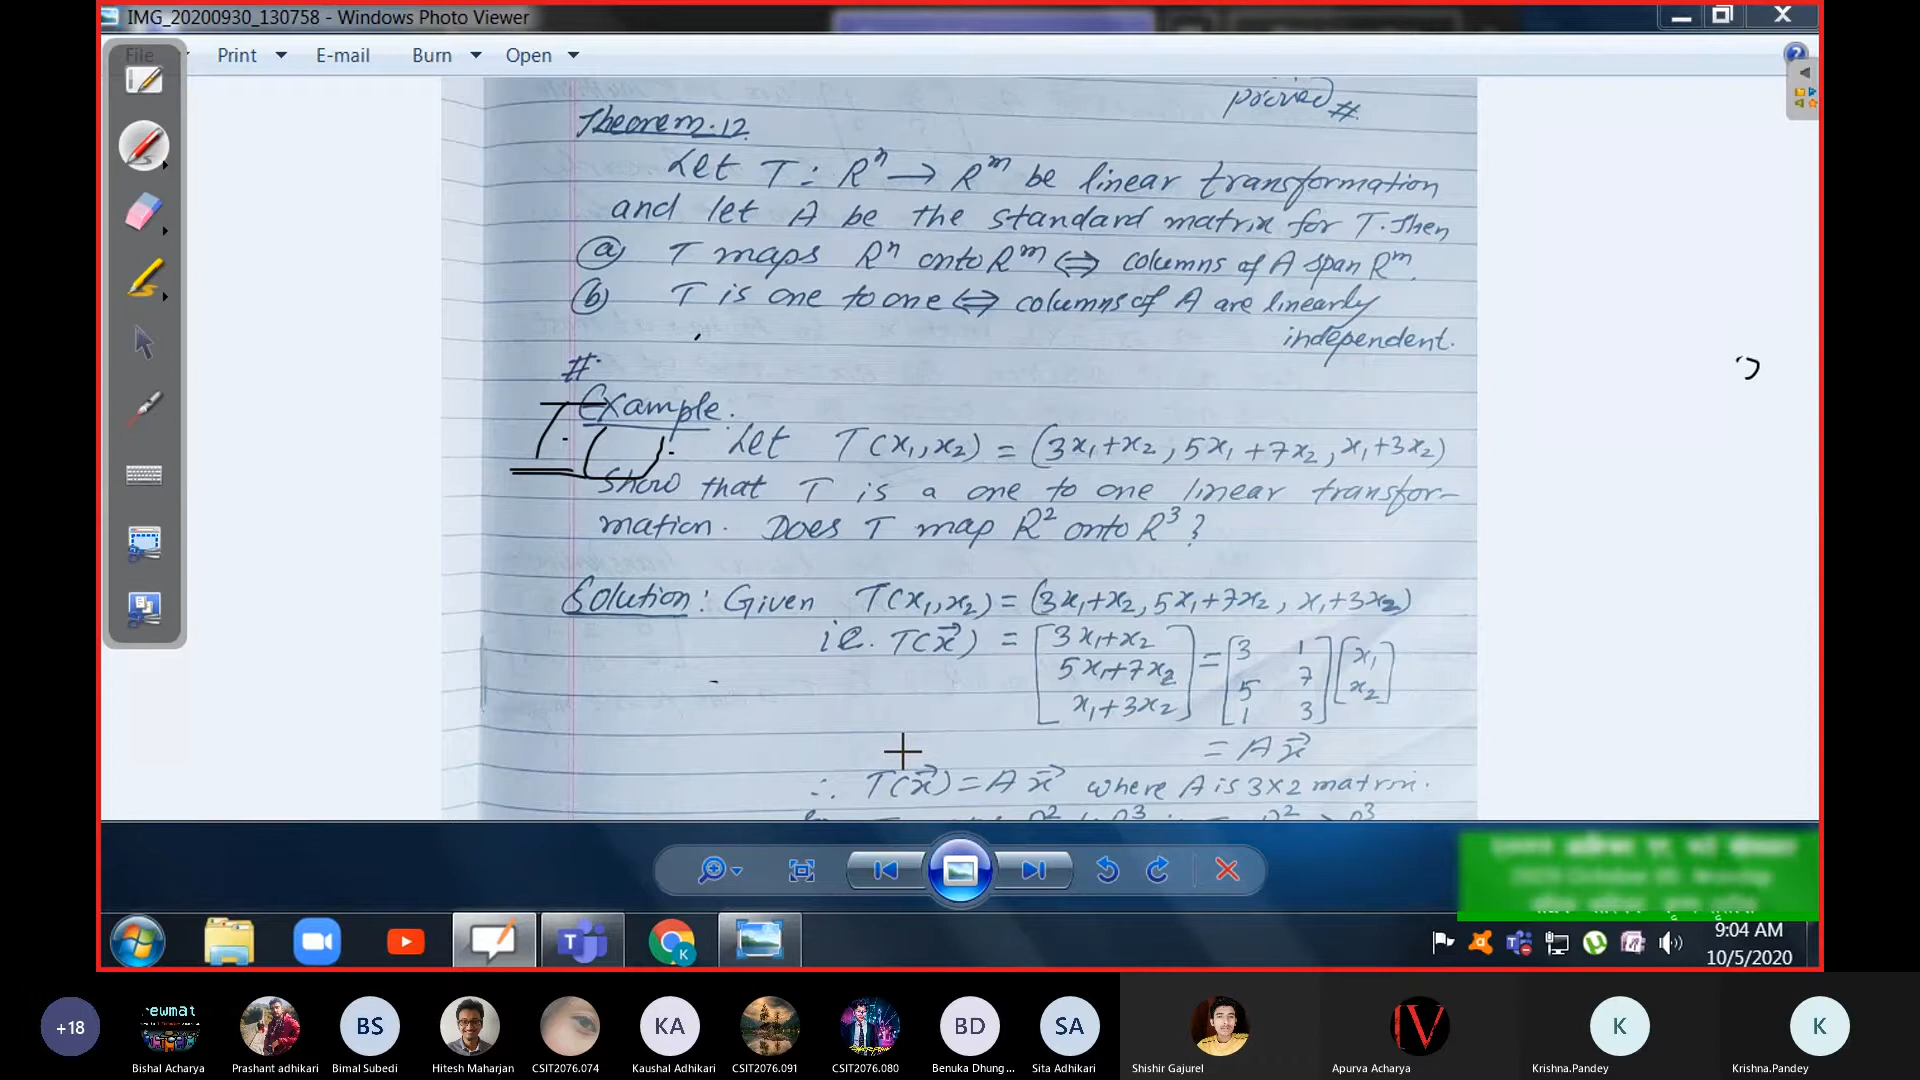 IMG_20200930_130758 - Windows Photo Viewer
File Print E-mail Burn Open
proved #
Theorem.12
Let T : Rⁿ → Rᵐ be linear transformation
and let A be the standard matrix for T. Then
(a) T maps Rⁿ onto Rᵐ ⇔ columns of A span Rᵐ.
(b) T is one to one ⇔ columns of A are linearly
independent.
#
Example.
Let T(x₁,x₂) = (3x₁+x₂, 5x₁+7x₂, x₁+3x₂)
Show that T is a one to one linear transfor-
mation. Does T map R² onto R³?
Solution: Given T(x₁,x₂) = (3x₁+x₂, 5x₁+7x₂, x₁+3x₂)
i.e. T(x⃗) = [3x₁+x₂ = [3 1 [x₁
5x₁+7x₂ 5 7 x₂]
x₁+3x₂] 1 3]
= A x⃗
∴ T(x⃗) = A x⃗ where A is 3×2 matrix.
9:04 AM
10/5/2020
+18
ewmat
BS
KA
BD
SA
K
K
Bishal Acharya
Prashant adhikari
Bimal Subedi
Hitesh Maharjan
CSIT2076.074
Kaushal Adhikari
CSIT2076.091
CSIT2076.080
Benuka Dhung...
Sita Adhikari
Shishir Gajurel
Apurva Acharya
Krishna.Pandey
Krishna.Pandey